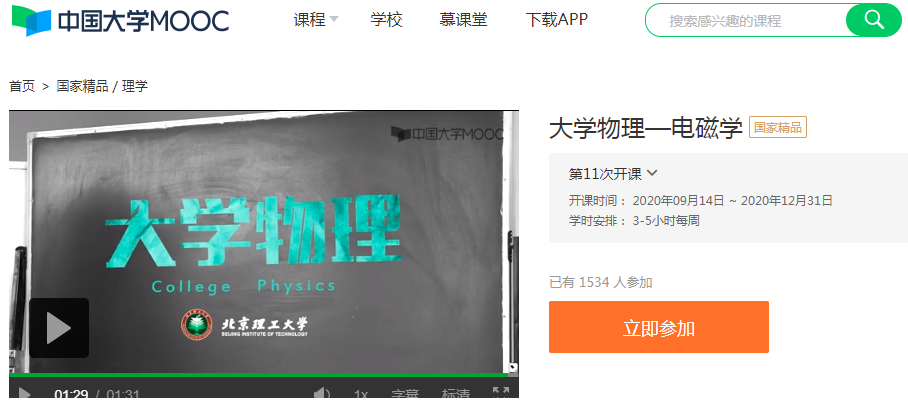 中国大学MOOC
课程 学校 慕课堂 下载APP
搜索感兴趣的课程
首页 > 国家精品 / 理学
中国大学MOOC
大学物理
College Physics
北京理工大学
BEIJING INSTITUTE OF TECHNOLOGY
01:29 / 01:31 1x 字幕 标清
大学物理—电磁学 国家精品
第11次开课
开课时间： 2020年09月14日 ~ 2020年12月31日
学时安排： 3-5小时每周
已有 1534 人参加
立即参加